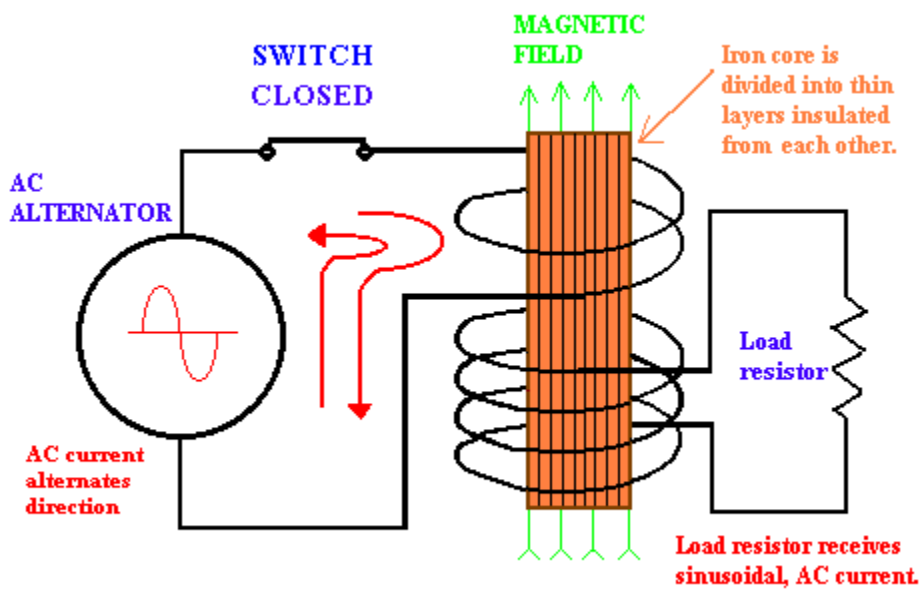 SWITCH
CLOSED
MAGNETIC
FIELD
Iron core is
divided into thin
layers insulated
from each other.
AC
ALTERNATOR
Load
resistor
AC current
alternates
direction
Load resistor receives
sinusoidal, AC current.